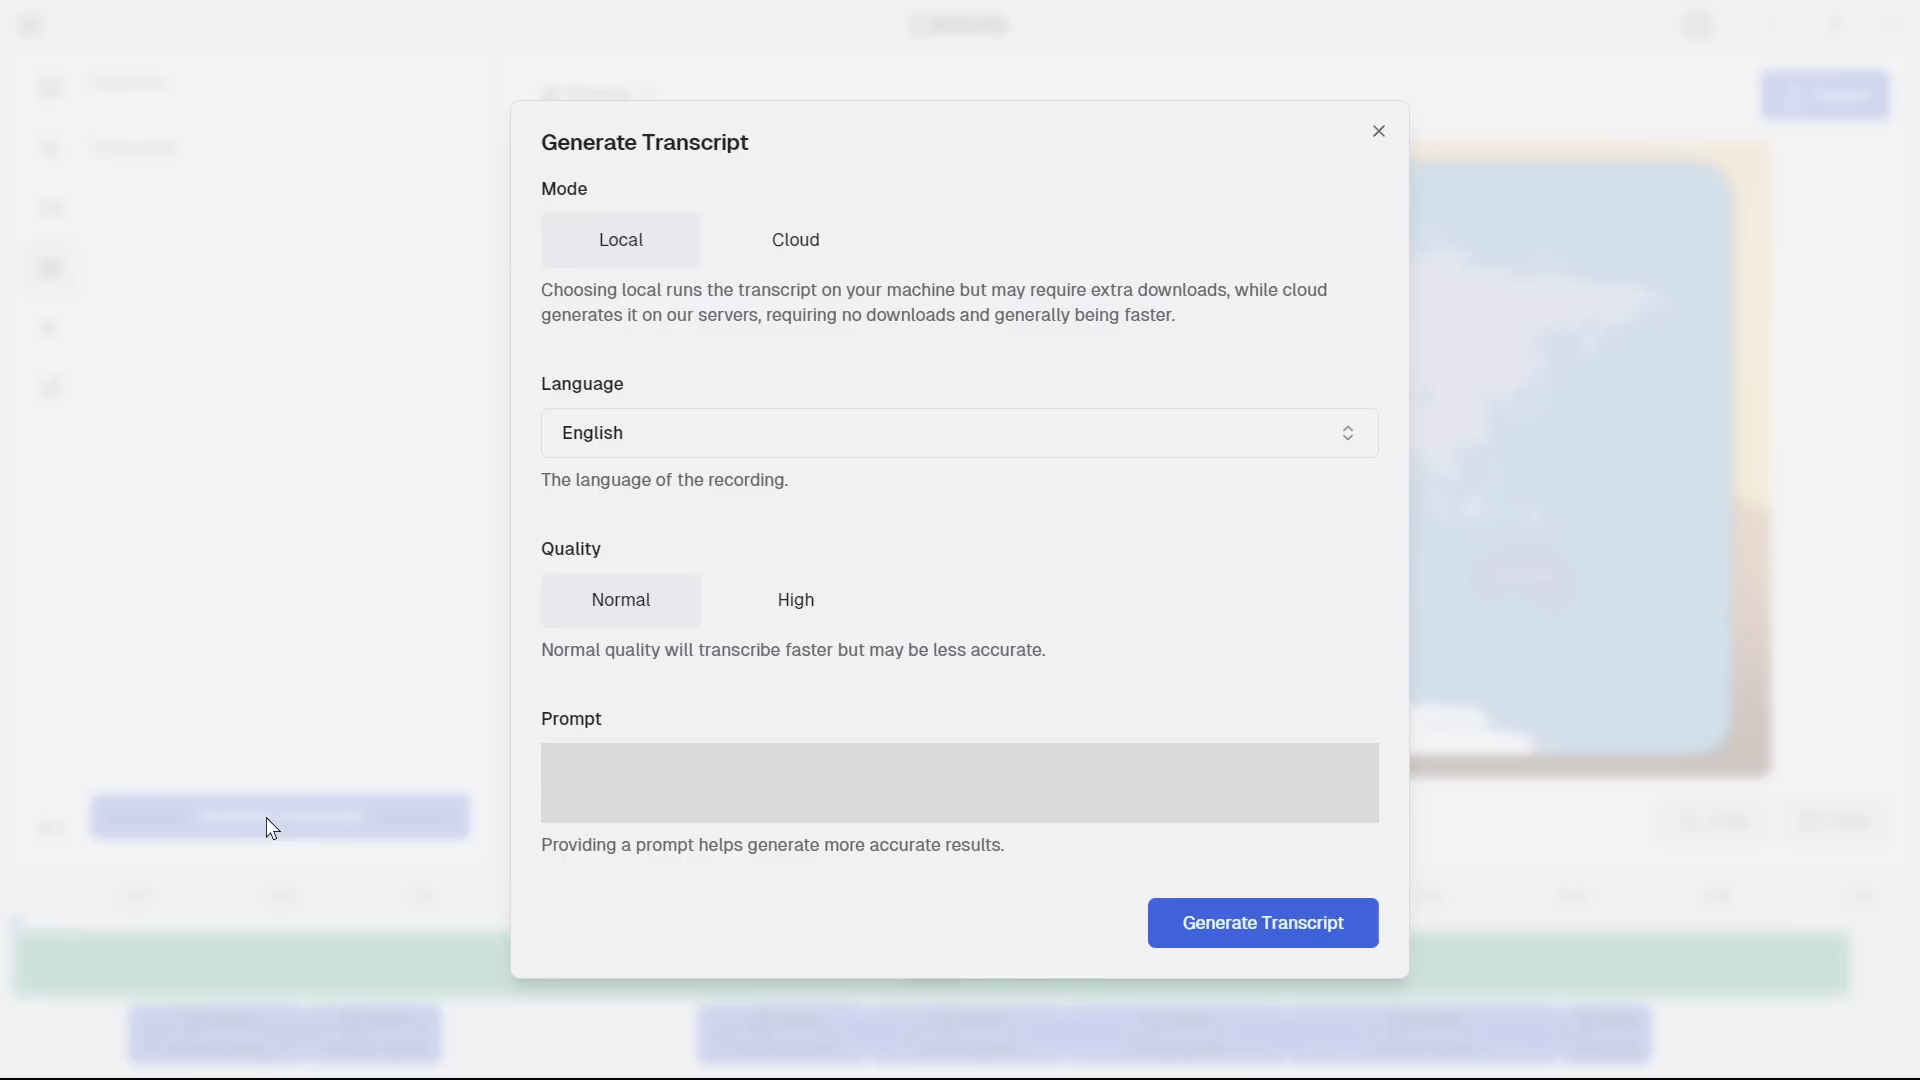 Generate Transcript
Mode
Local
Cloud
Choosing local runs the transcript on your machine but may require extra downloads, while cloud
generates it on our servers, requiring no downloads and generally being faster.
Language
English
The language of the recording.
Quality
Normal
High
Normal quality will transcribe faster but may be less accurate.
Prompt
Providing a prompt helps generate more accurate results.
Generate Transcript